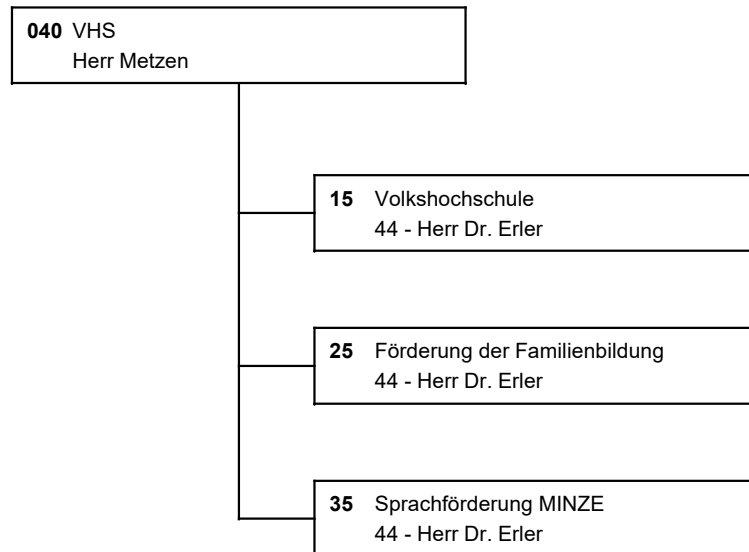 040 VHS
Herr Metzen
15 Volkshochschule
44 - Herr Dr. Erler
25 Förderung der Familienbildung
44 - Herr Dr. Erler
35 Sprachförderung MINZE
44 - Herr Dr. Erler